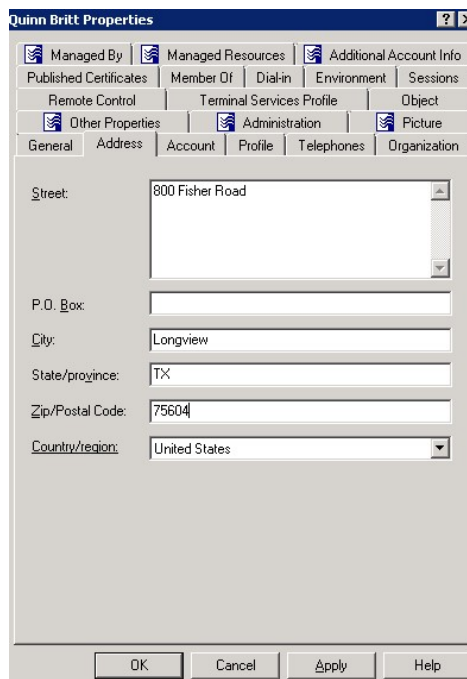 Quinn Britt Properties
Managed By Managed Resources Additional Account Info
Published Certificates Member Of Dial-in Environment Sessions
Remote Control Terminal Services Profile Object
Other Properties Administration Picture
General Address Account Profile Telephones Organization
Street: 800 Fisher Road
P.O. Box:
City: Longview
State/province: TX
Zip/Postal Code: 75604
Country/region: United States
OK Cancel Apply Help